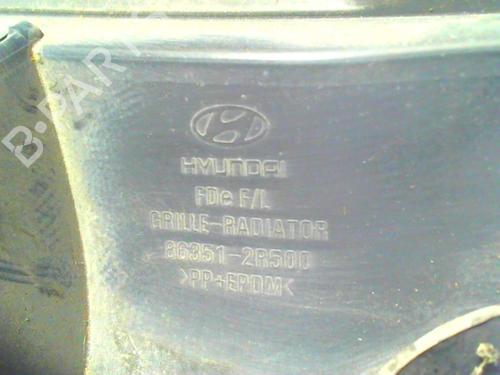 HYUNDAI
FDe F/L
GRILLE-RADIATOR
86351-2R500
>PP+EPDM<
B-PARTS